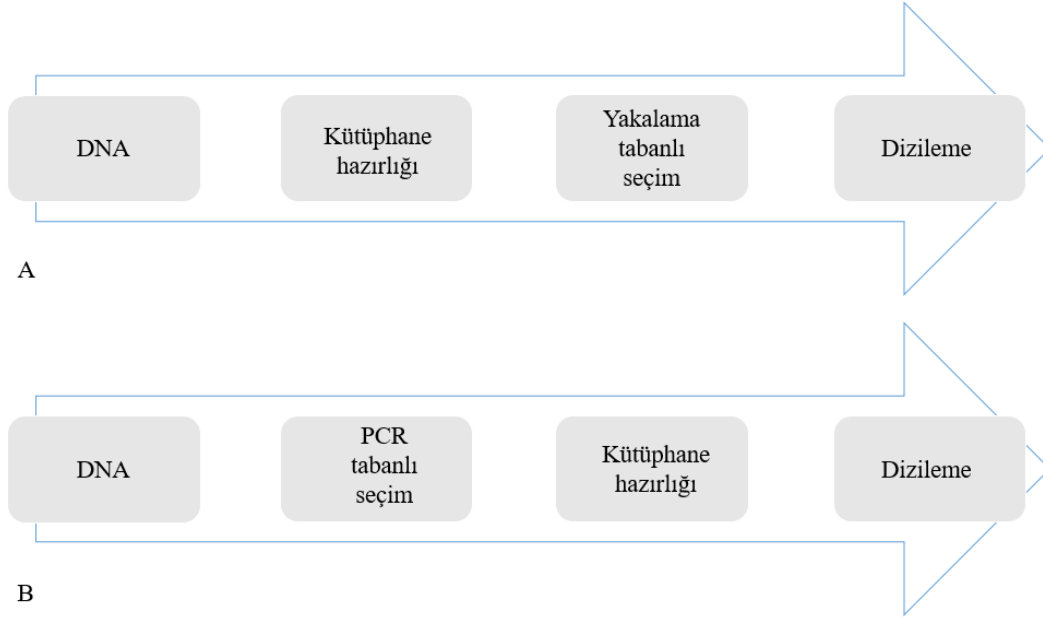 DNA
Kütüphane
hazırlığı
Yakalama
tabanlı
seçim
Dizileme
A
DNA
PCR
tabanlı
seçim
Kütüphane
hazırlığı
Dizileme
B